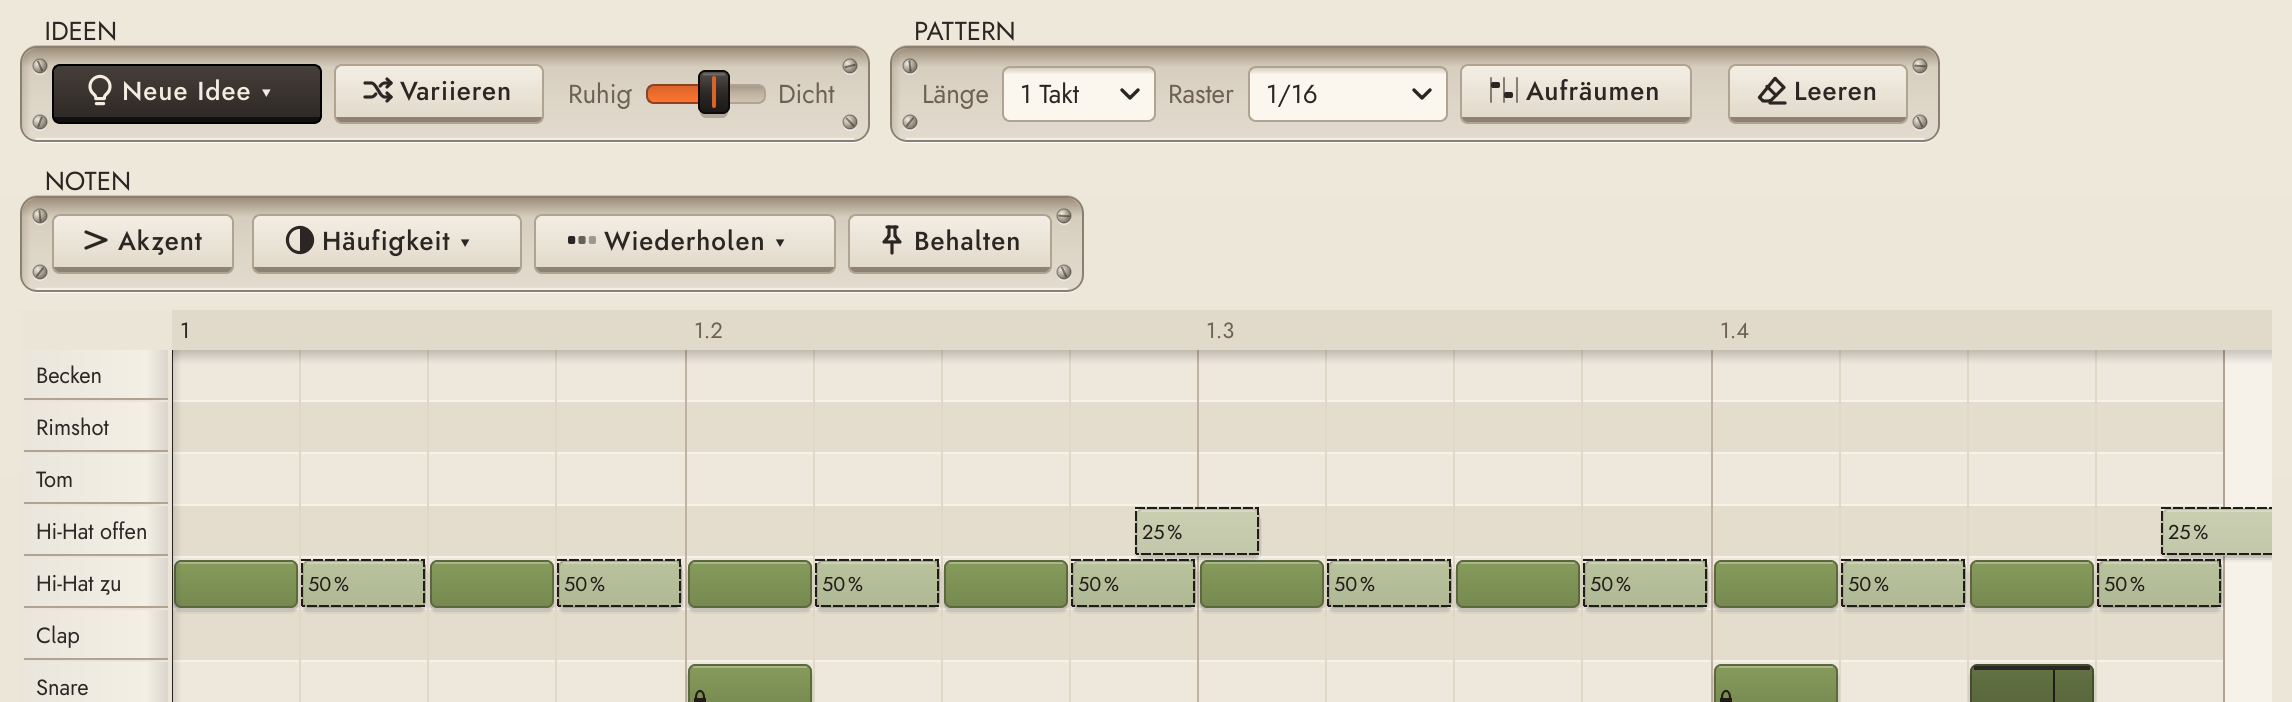 IDEEN
PATTERN
Neue Idee ▾
Variieren
Ruhig
Dicht
Länge
1 Takt
Raster
1/16
Aufräumen
Leeren
NOTEN
> Akzent
Häufigkeit ▾
Wiederholen ▾
Behalten
1 1.2 1.3 1.4
Becken
Rimshot
Tom
Hi-Hat offen 25% 25%
Hi-Hat zu 50% 50% 50% 50% 50% 50% 50% 50%
Clap
Snare